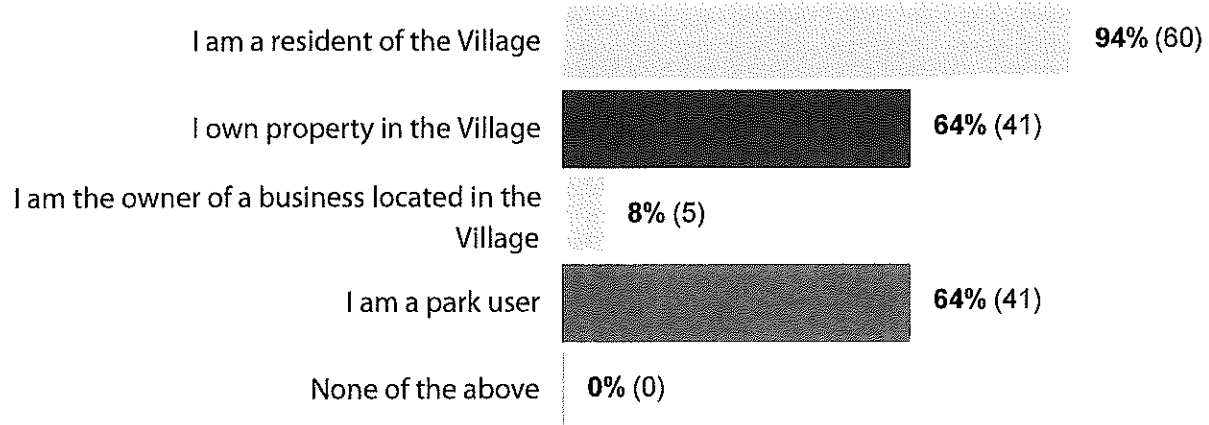 I am a resident of the Village 94% (60)
I own property in the Village 64% (41)
I am the owner of a business located in the
Village 8% (5)
I am a park user 64% (41)
None of the above 0% (0)